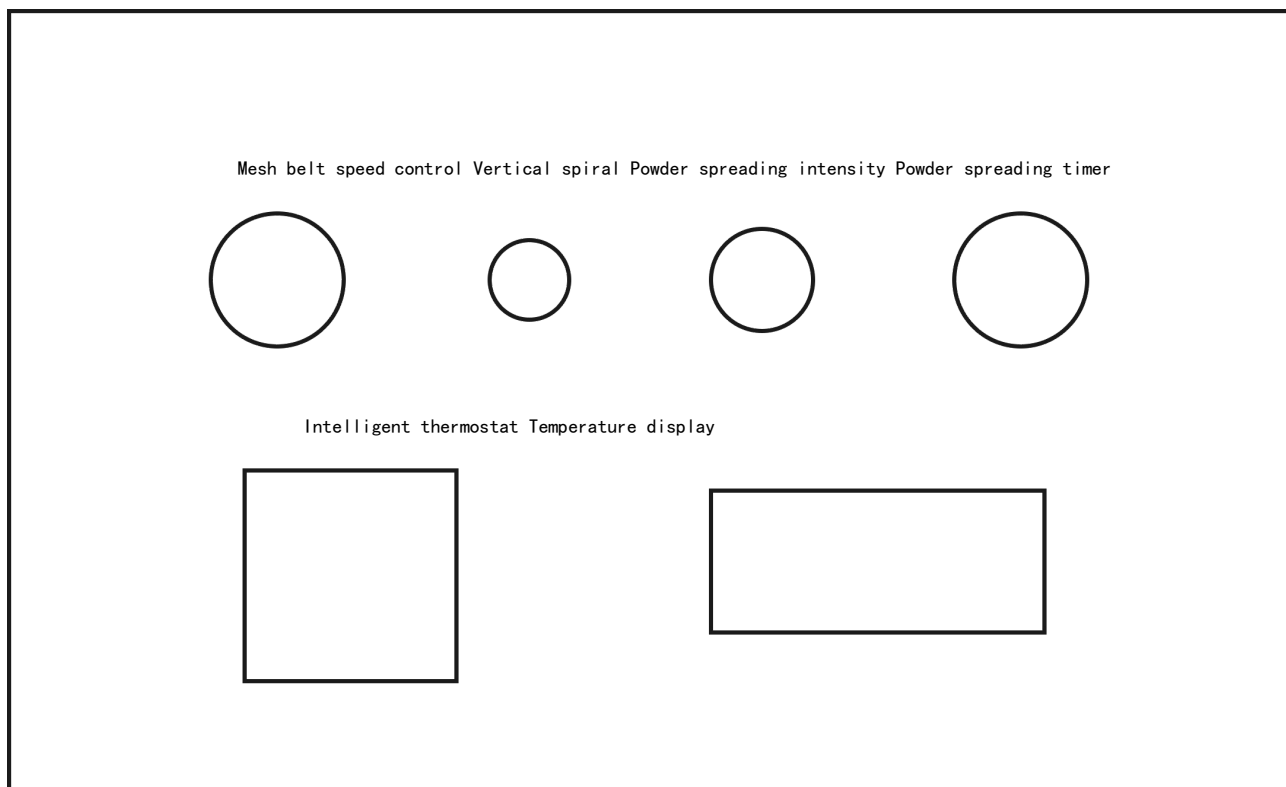 Mesh belt speed control Vertical spiral Powder spreading intensity Powder spreading timer
Intelligent thermostat Temperature display